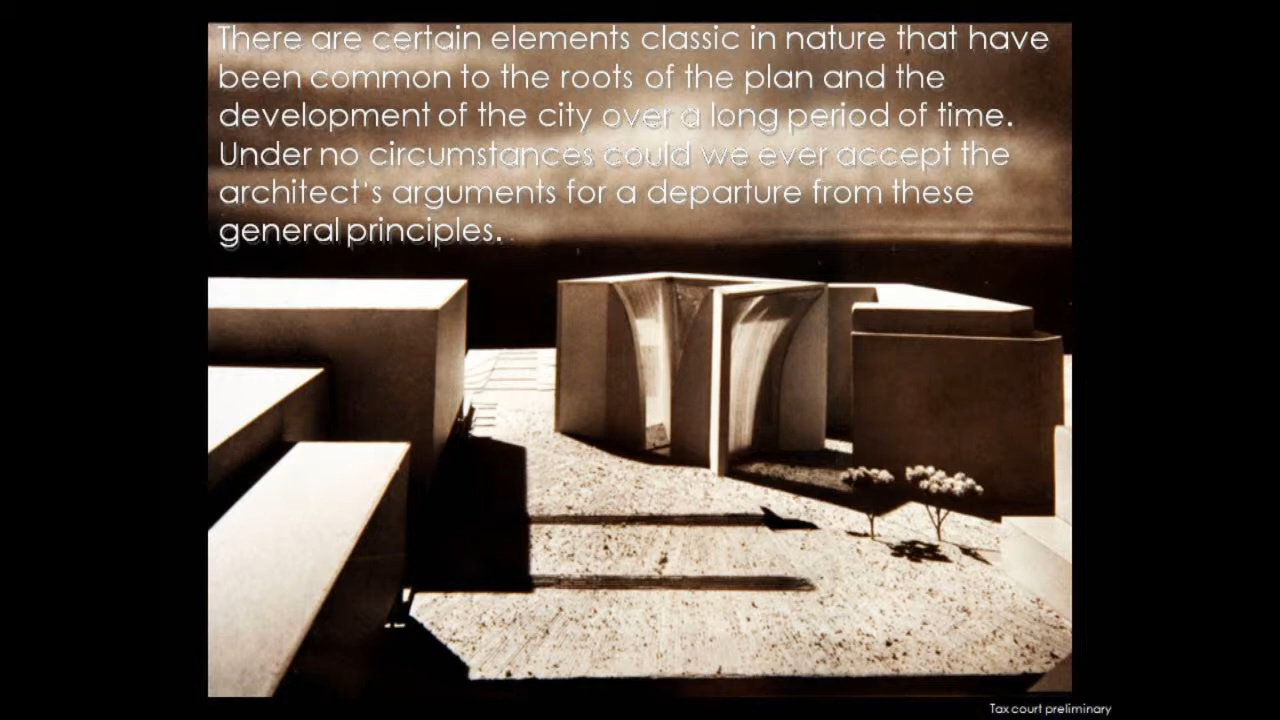 There are certain elements classic in nature that have
been common to the roots of the plan and the
development of the city over a long period of time.
Under no circumstances could we ever accept the
architect's arguments for a departure from these
general principles.
Tax court preliminary